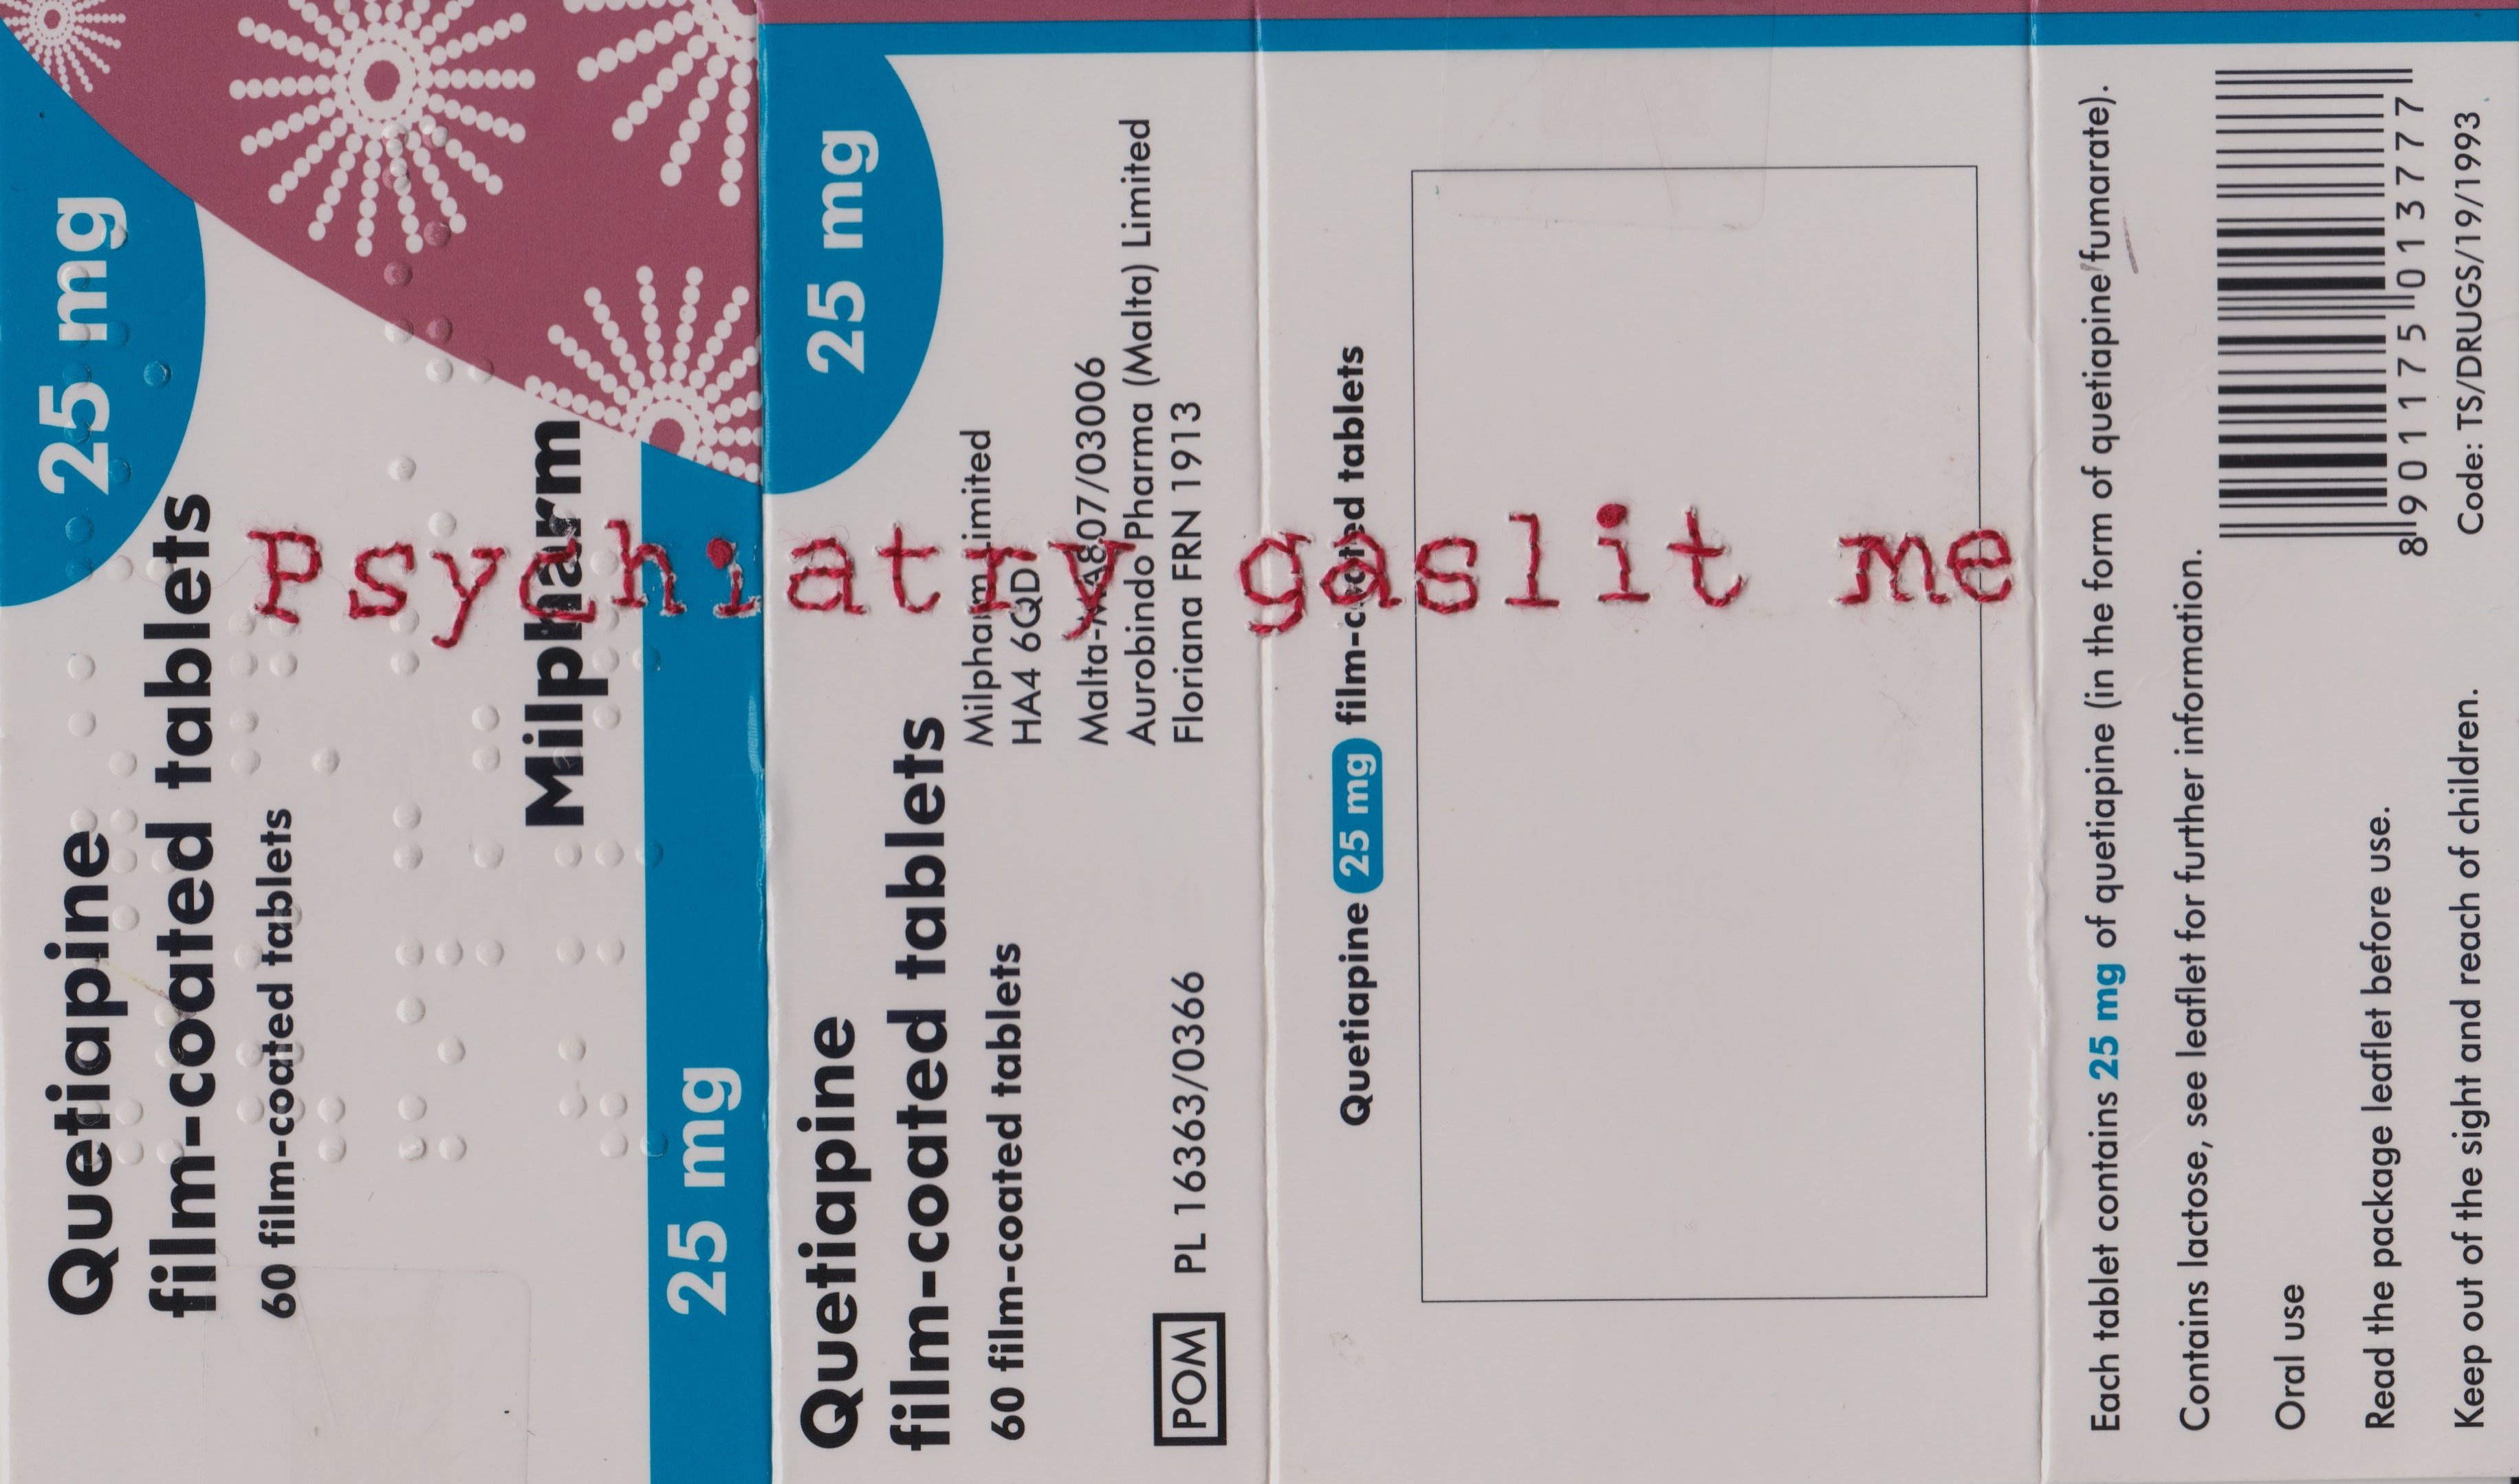 Psychiatry gaslit me
25 mg
Quetiapine
film-coated tablets
60 film-coated tablets
Milpharm
25 mg
25 mg
Quetiapine
film-coated tablets
60 film-coated tablets
Milpharm Limited
HA4 6QD
Malta-MA807/03006
Aurobindo Pharma (Malta) Limited
Floriana FRN 1913
POM PL 16363/0366
Quetiapine 25 mg film-coated tablets
Each tablet contains 25 mg of quetiapine (in the form of quetiapine fumarate).
Contains lactose, see leaflet for further information.
Oral use
Read the package leaflet before use.
Keep out of the sight and reach of children.
8 901175 013777
Code: TS/DRUGS/19/1993